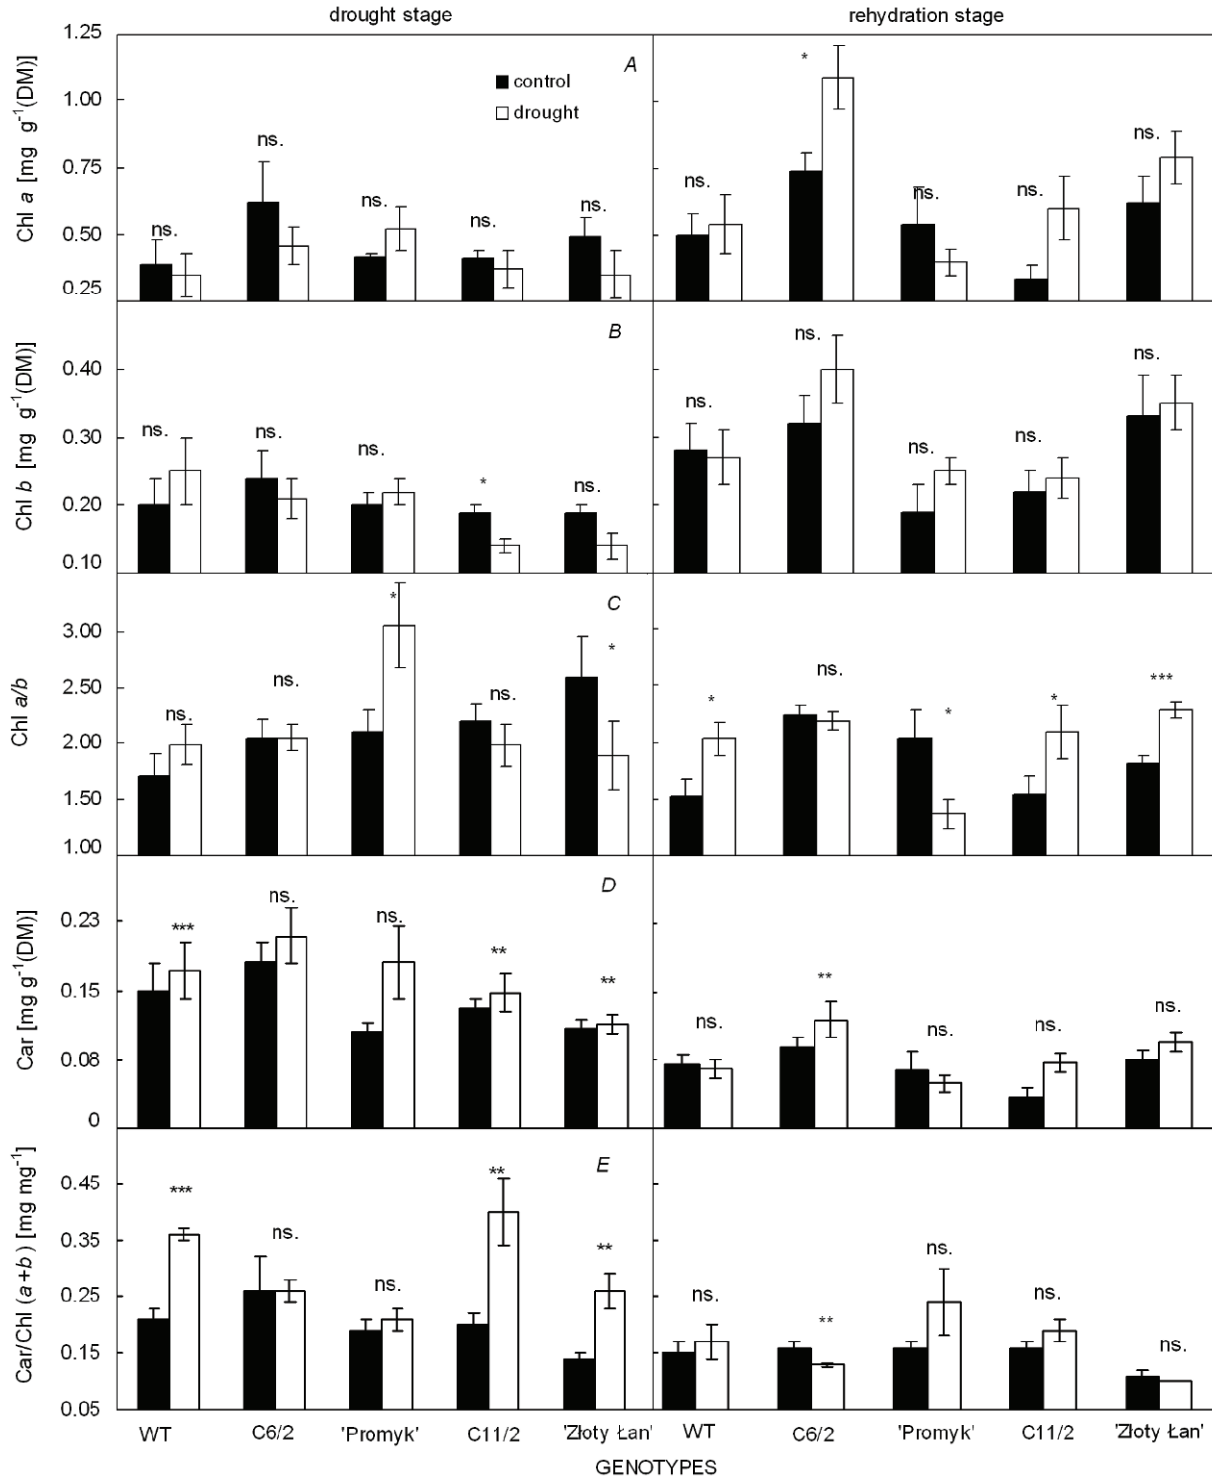 drought stage
rehydration stage
Chl a [mg g⁻¹(DM)]
1.25
1.00
0.75
0.50
0.25
A
control
drought
ns.
ns.
ns.
ns.
ns.
ns.
*
ns.
ns.
ns.
Chl b [mg g⁻¹(DM)]
0.40
0.30
0.20
0.10
B
ns.
ns.
ns.
*
ns.
ns.
ns.
ns.
ns.
ns.
Chl a/b
3.00
2.50
2.00
1.50
1.00
C
ns.
ns.
*
ns.
*
*
ns.
*
*
***
Car [mg g⁻¹(DM)]
0.23
0.15
0.08
0
D
***
ns.
ns.
**
**
ns.
**
ns.
ns.
ns.
Car/Chl (a+b) [mg mg⁻¹]
0.45
0.35
0.25
0.15
0.05
E
***
ns.
ns.
**
**
ns.
**
ns.
ns.
ns.
WT C6/2 'Promyk' C11/2 'Złoty Łan' WT C6/2 'Promyk' C11/2 'Złoty Łan'
GENOTYPES